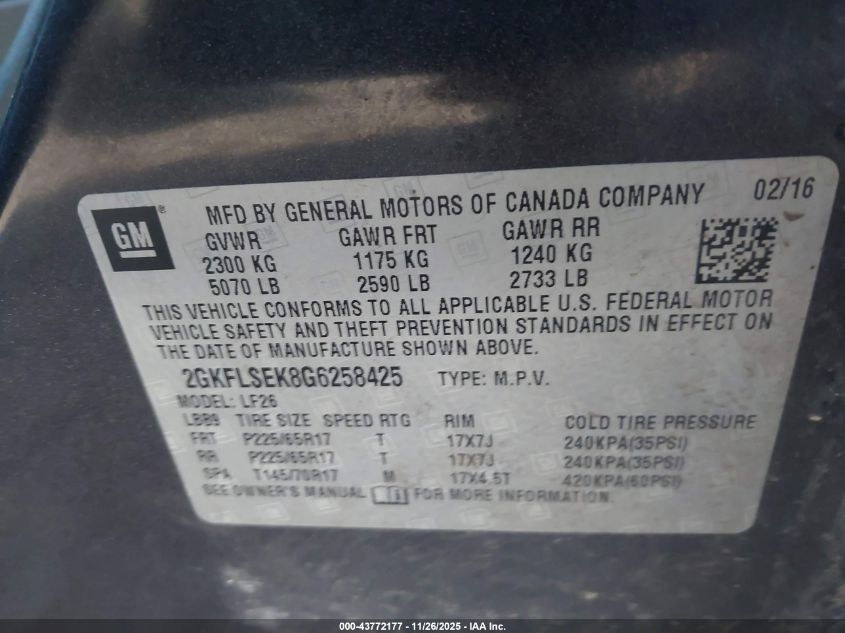 GM ® MFD BY GENERAL MOTORS OF CANADA COMPANY 02/16
GVWR GAWR FRT GAWR RR
2300 KG 1175 KG 1240 KG
5070 LB 2590 LB 2733 LB
THIS VEHICLE CONFORMS TO ALL APPLICABLE U.S. FEDERAL MOTOR
VEHICLE SAFETY AND THEFT PREVENTION STANDARDS IN EFFECT ON
THE DATE OF MANUFACTURE SHOWN ABOVE.
2GKFLSEK8G6258425 TYPE: M.P.V.
MODEL: LF26
LBB9 TIRE SIZE SPEED RTG RIM COLD TIRE PRESSURE
FRT P225/65R17 T 17X7J 240KPA(35PSI)
RR P225/65R17 T 17X7J 240KPA(35PSI)
SPA T145/70R17 M 17X4.5T 420KPA(60PSI)
SEE OWNER'S MANUAL FOR MORE INFORMATION.
000-43772177 - 11/26/2025 - IAA Inc.